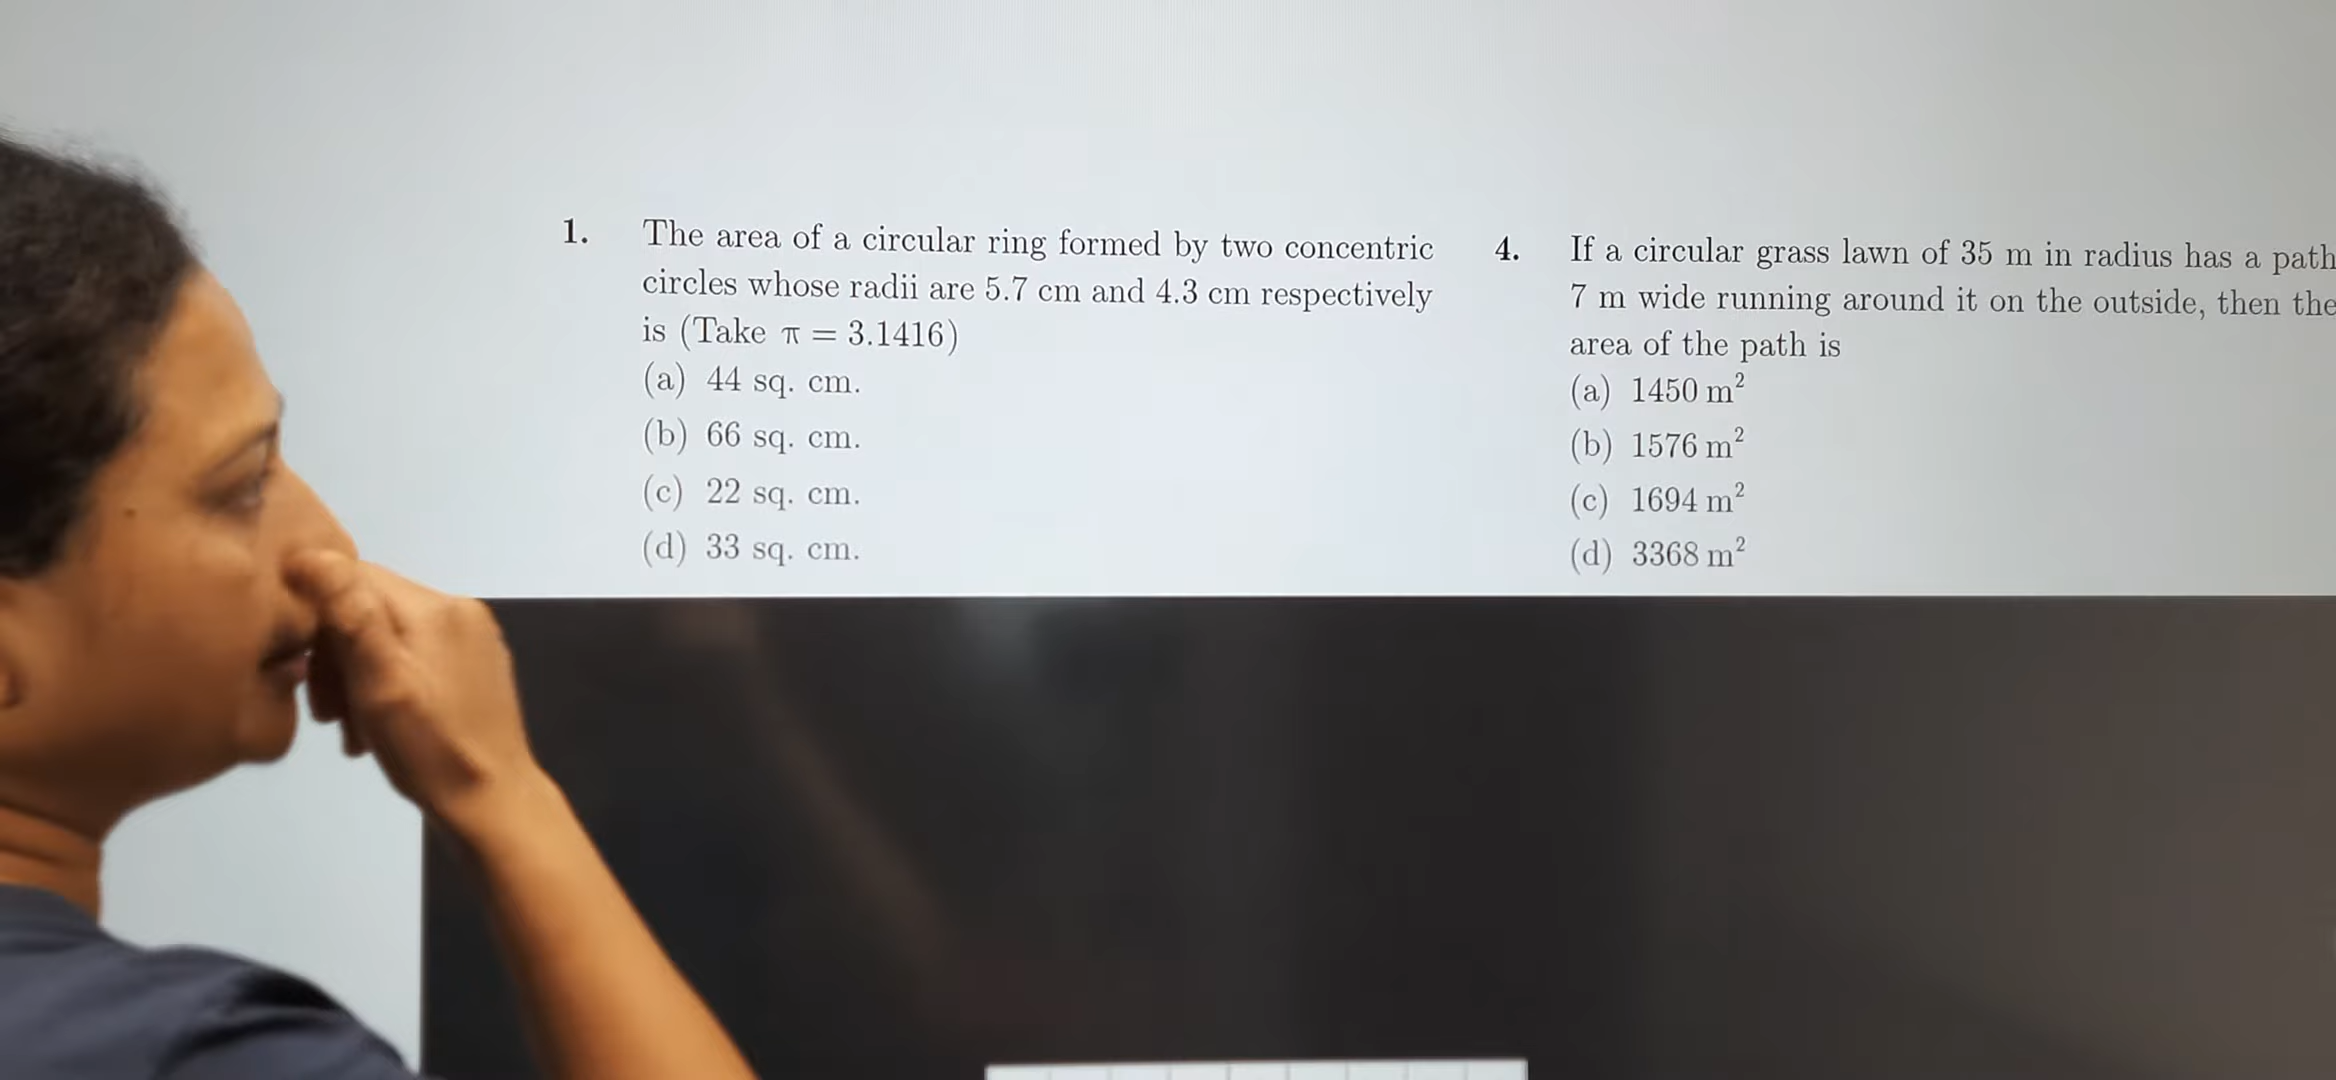 1. The area of a circular ring formed by two concentric
circles whose radii are 5.7 cm and 4.3 cm respectively
is (Take π = 3.1416)
(a) 44 sq. cm.
(b) 66 sq. cm.
(c) 22 sq. cm.
(d) 33 sq. cm.
4. If a circular grass lawn of 35 m in radius has a path
7 m wide running around it on the outside, then the
area of the path is
(a) 1450 m²
(b) 1576 m²
(c) 1694 m²
(d) 3368 m²